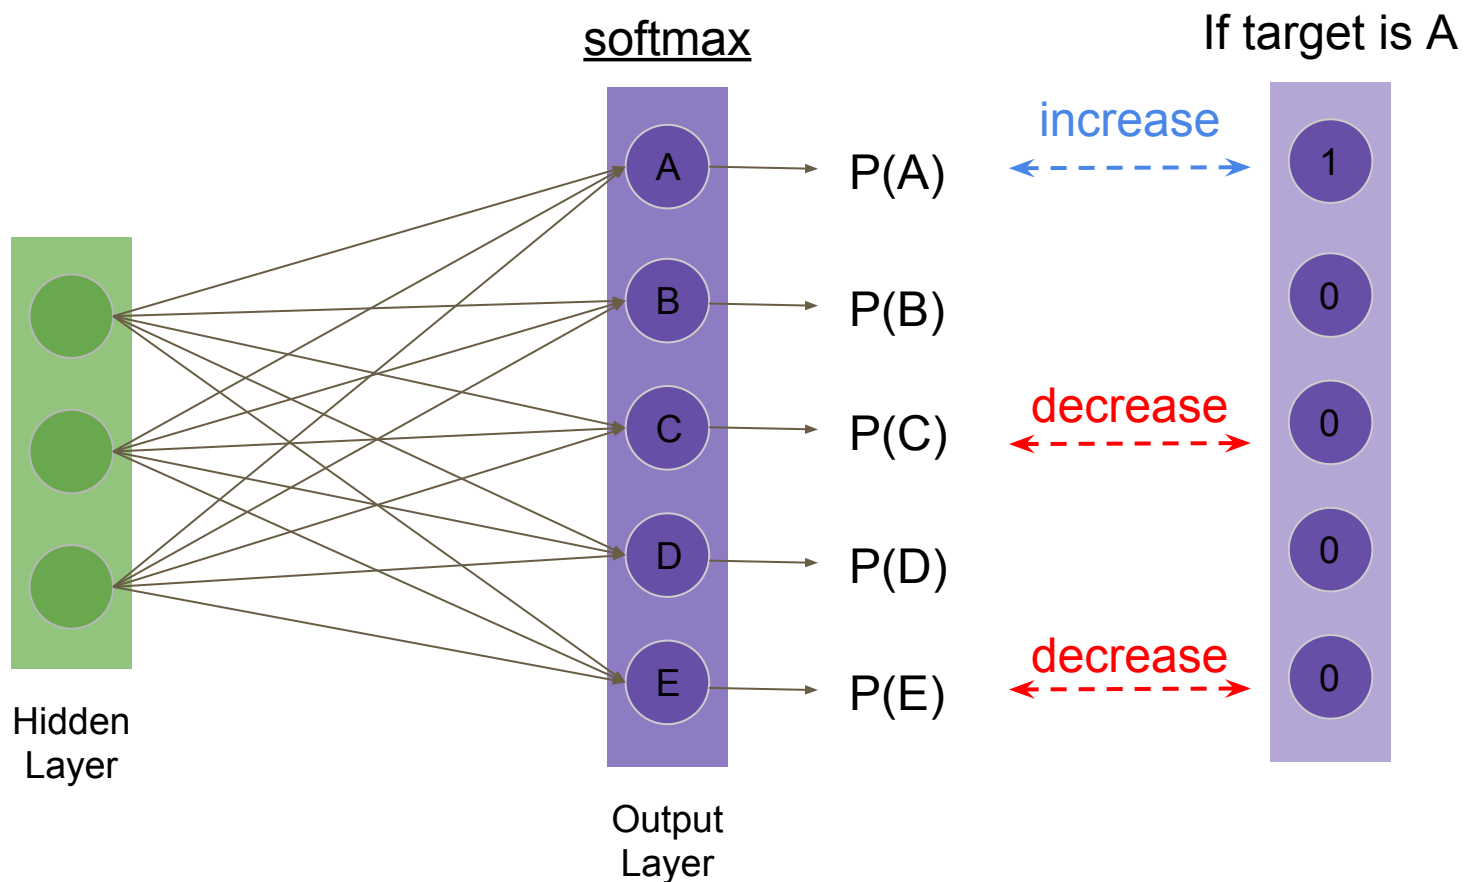 softmax
If target is A
increase
A
P(A)
1
B
P(B)
0
decrease
C
P(C)
0
D
P(D)
0
decrease
E
P(E)
0
Hidden
Layer
Output
Layer